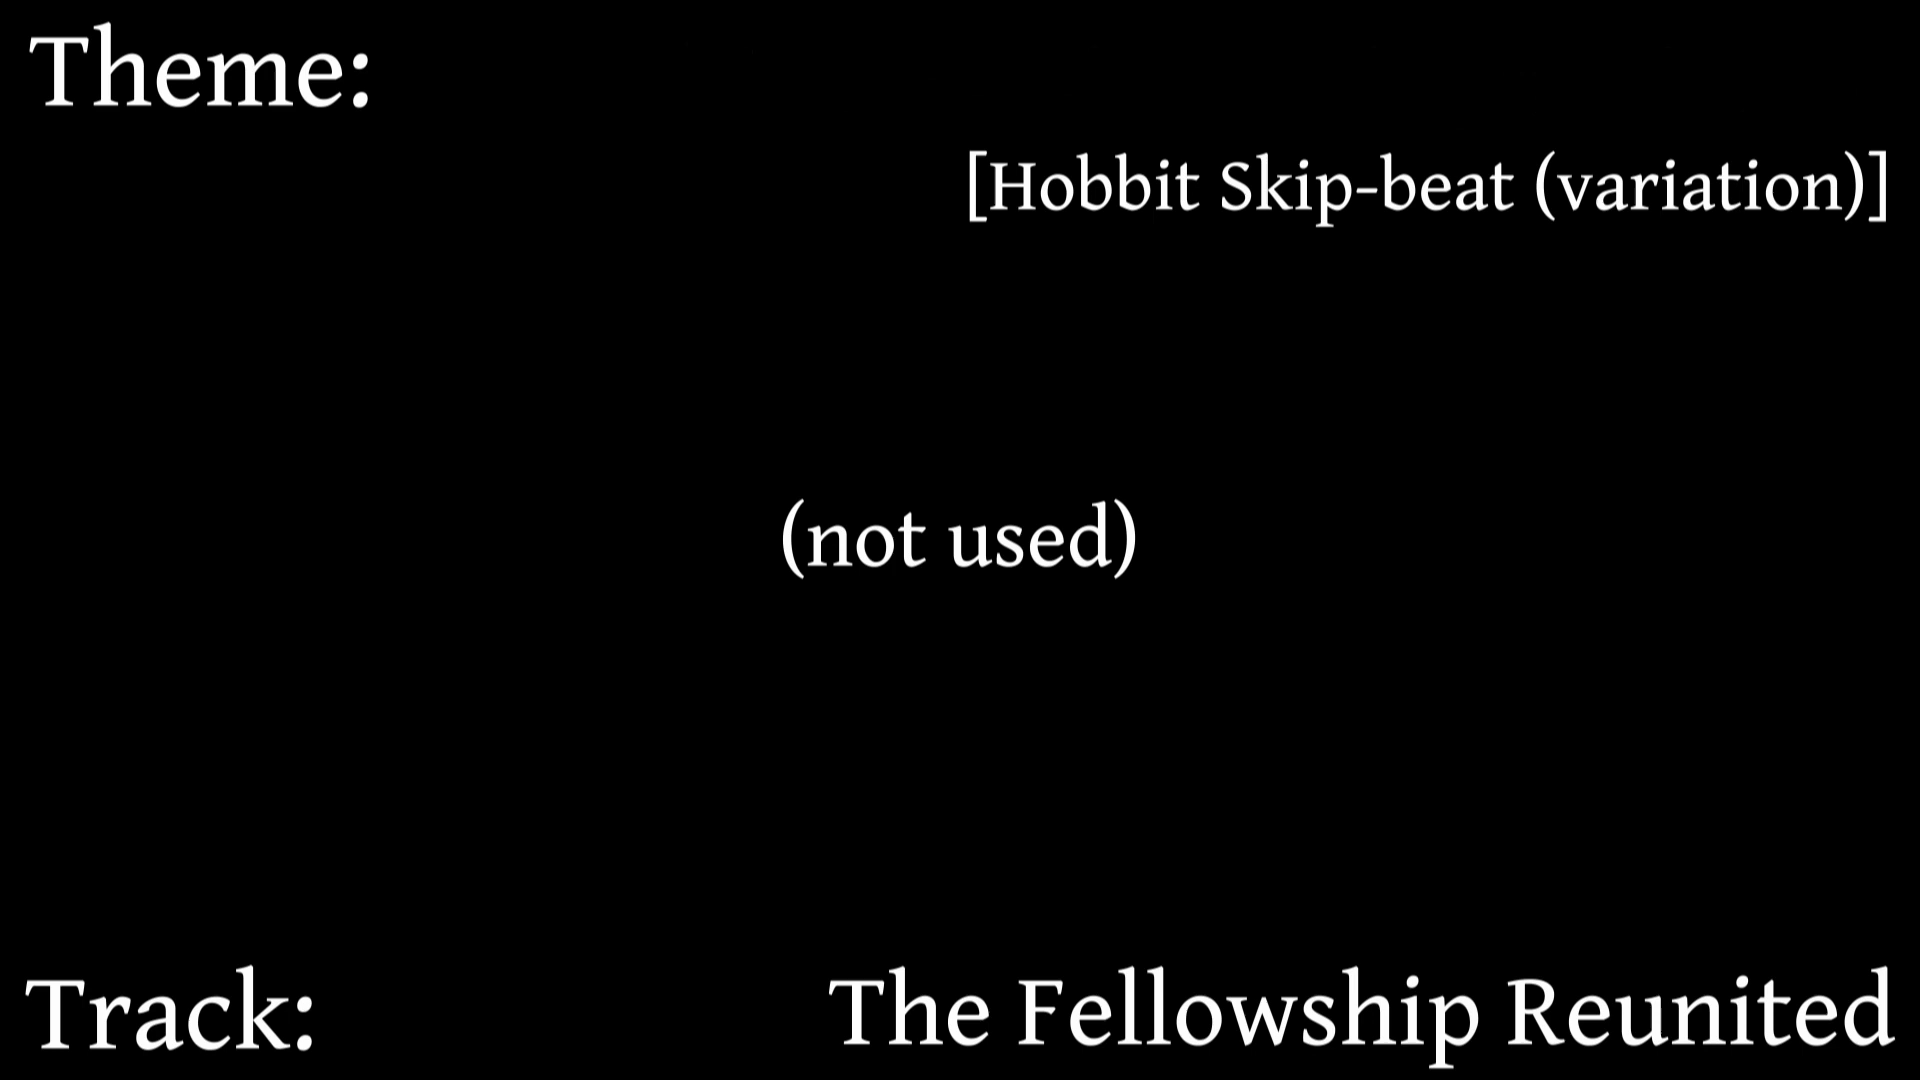 Theme:
[Hobbit Skip-beat (variation)]
(not used)
Track: The Fellowship Reunited